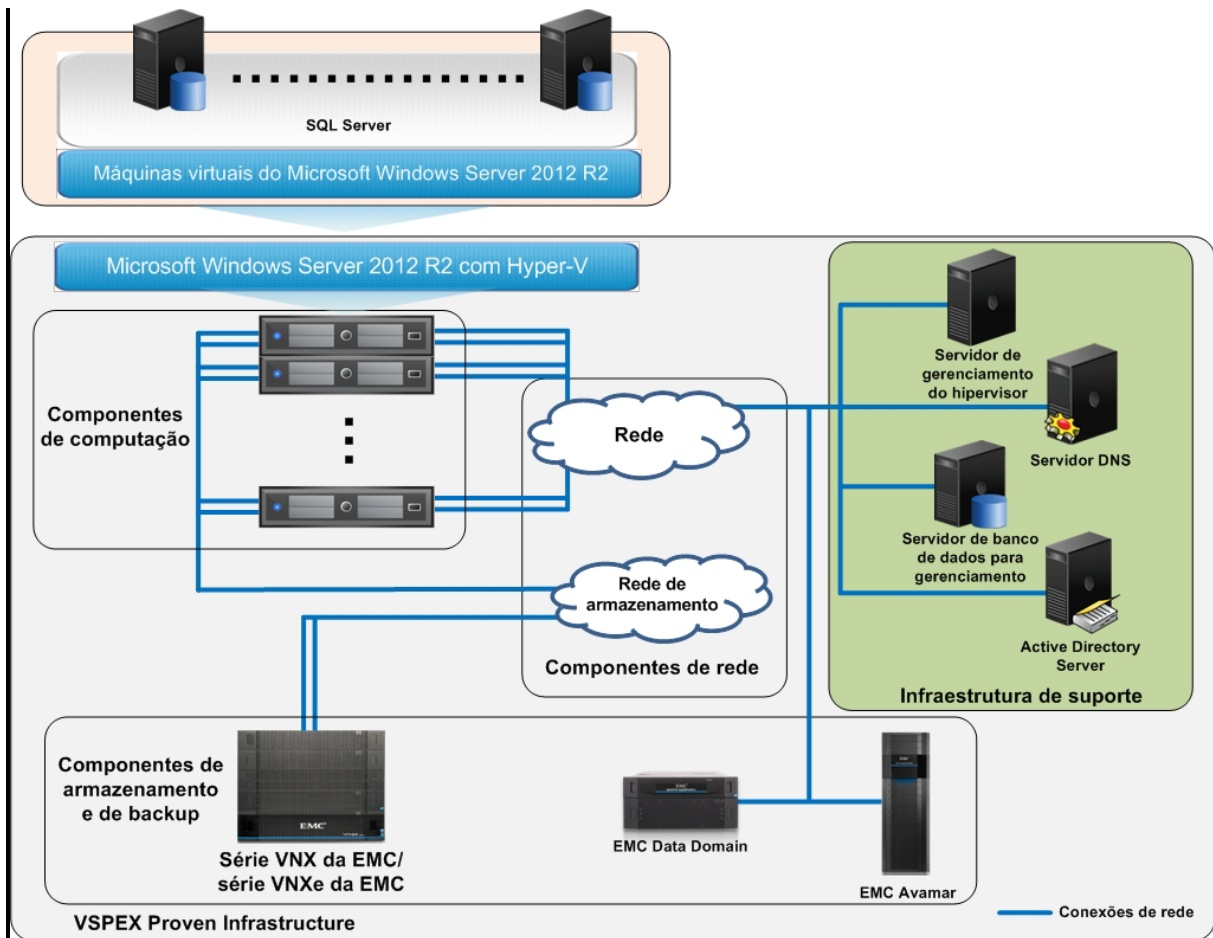 SQL Server
Máquinas virtuais do Microsoft Windows Server 2012 R2
Microsoft Windows Server 2012 R2 com Hyper-V
Componentes
de computação
Rede
Rede de
armazenamento
Componentes de rede
Servidor de
gerenciamento
do hipervisor
Servidor DNS
Servidor de banco
de dados para
gerenciamento
Active Directory
Server
Infraestrutura de suporte
Componentes de
armazenamento
e de backup
EMC²
Série VNX da EMC/
série VNXe da EMC
EMC Data Domain
EMC Avamar
VSPEX Proven Infrastructure
Conexões de rede